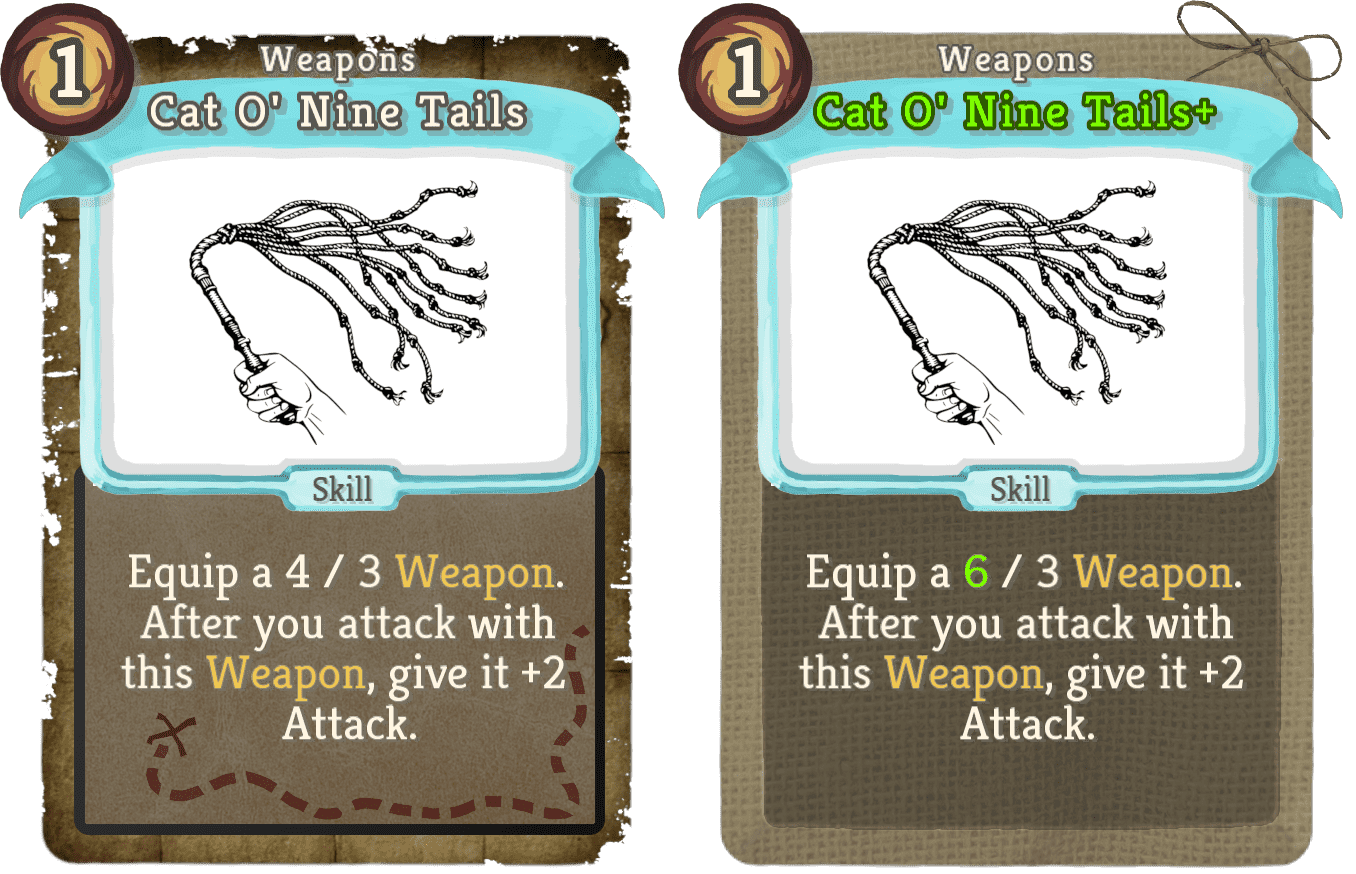 1
Weapons
Cat O' Nine Tails
Skill
Equip a 4 / 3 Weapon.
After you attack with
this Weapon, give it +2
Attack.
1
Weapons
Cat O' Nine Tails+
Skill
Equip a 6 / 3 Weapon.
After you attack with
this Weapon, give it +2
Attack.